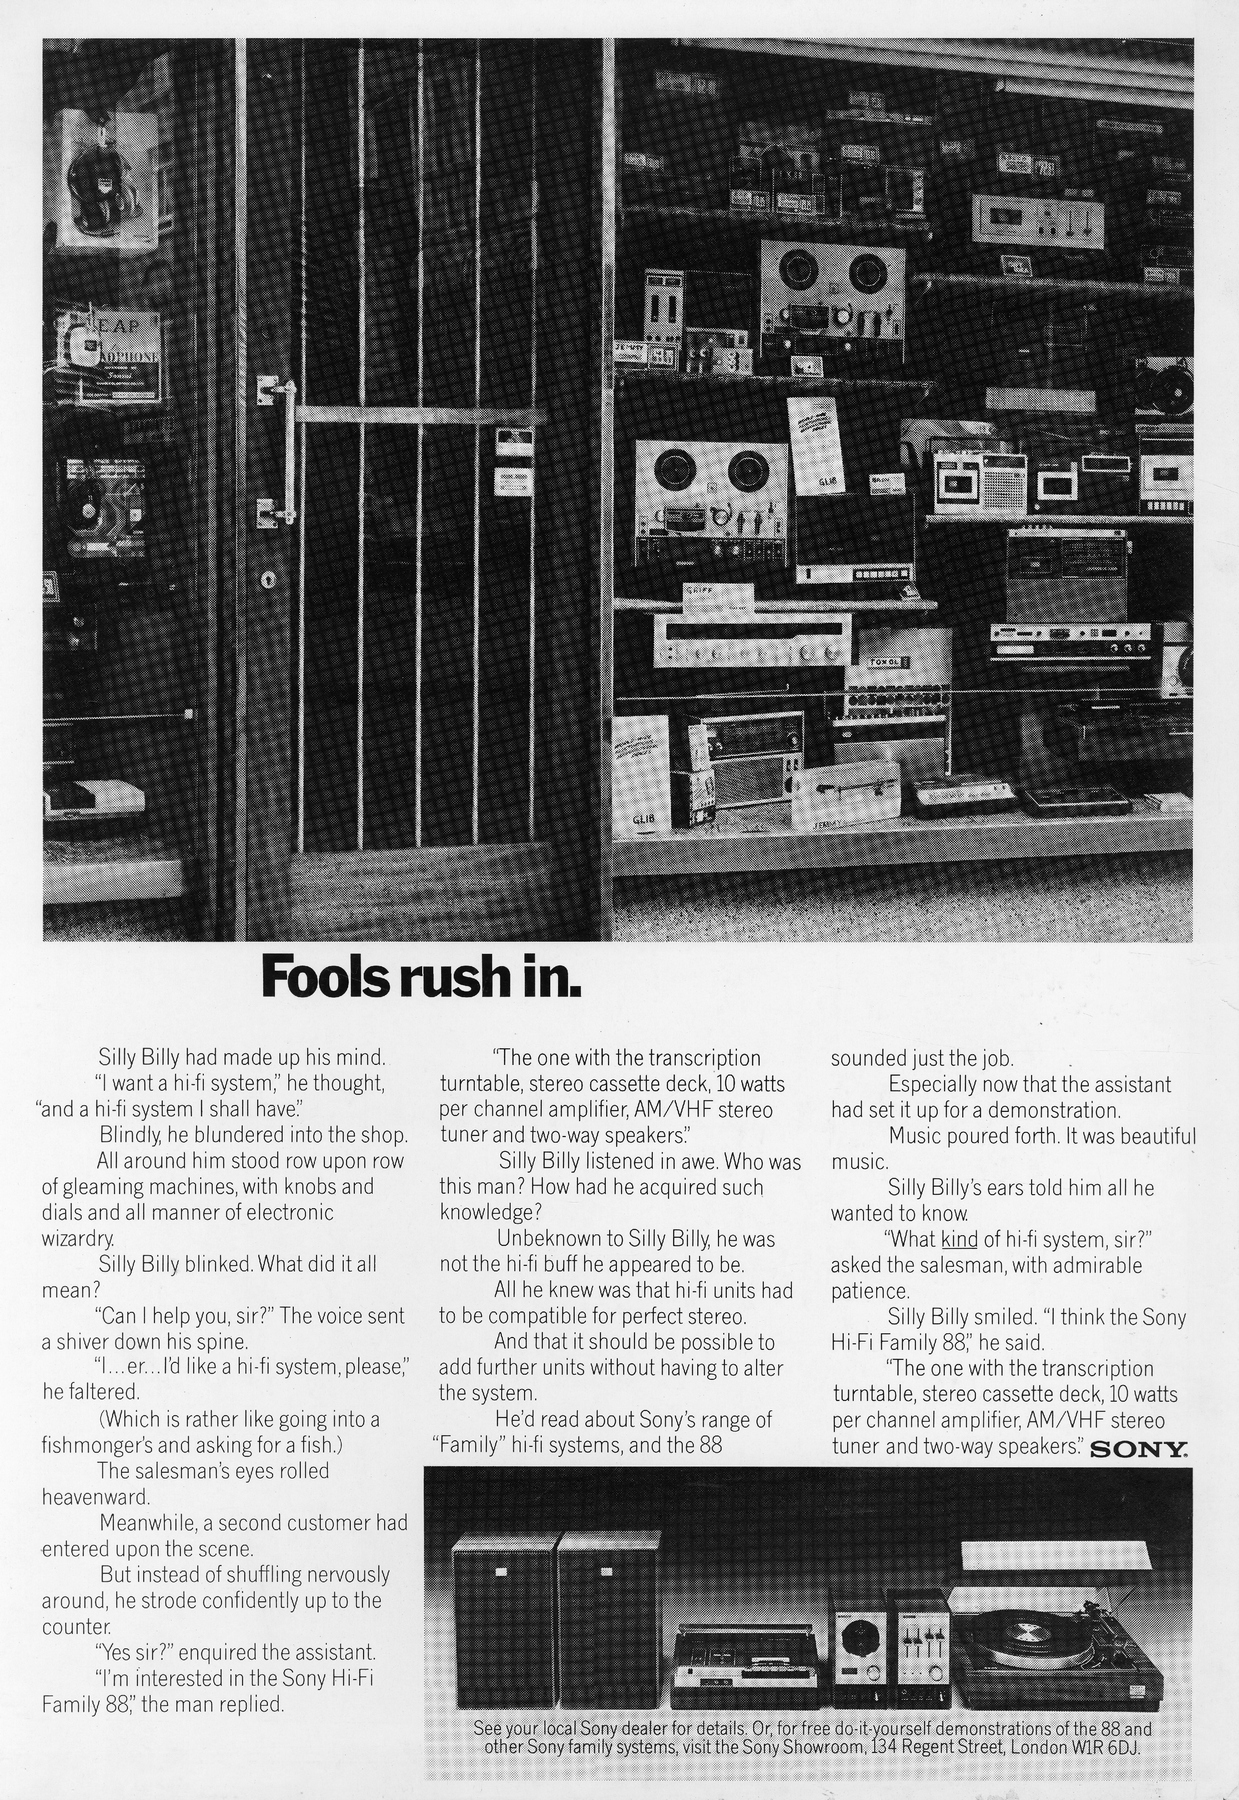 EAP
GLIB
GRIFF
TOXOL
GLIB
Fools rush in.
Silly Billy had made up his mind.
“I want a hi-fi system,” he thought,
“and a hi-fi system I shall have.”
Blindly, he blundered into the shop.
All around him stood row upon row
of gleaming machines, with knobs and
dials and all manner of electronic
wizardry.
Silly Billy blinked. What did it all
mean?
“Can I help you, sir?” The voice sent
a shiver down his spine.
“I...er...I’d like a hi-fi system, please,”
he faltered.
(Which is rather like going into a
fishmonger’s and asking for a fish.)
The salesman’s eyes rolled
heavenward.
Meanwhile, a second customer had
entered upon the scene.
But instead of shuffling nervously
around, he strode confidently up to the
counter.
“Yes sir?” enquired the assistant.
“I’m interested in the Sony Hi-Fi
Family 88,” the man replied.
“The one with the transcription
turntable, stereo cassette deck, 10 watts
per channel amplifier, AM/VHF stereo
tuner and two-way speakers.”
Silly Billy listened in awe. Who was
this man? How had he acquired such
knowledge?
Unbeknown to Silly Billy, he was
not the hi-fi buff he appeared to be.
All he knew was that hi-fi units had
to be compatible for perfect stereo.
And that it should be possible to
add further units without having to alter
the system.
He’d read about Sony’s range of
“Family” hi-fi systems, and the 88
sounded just the job.
Especially now that the assistant
had set it up for a demonstration.
Music poured forth. It was beautiful
music.
Silly Billy’s ears told him all he
wanted to know.
“What kind of hi-fi system, sir?”
asked the salesman, with admirable
patience.
Silly Billy smiled. “I think the Sony
Hi-Fi Family 88,” he said.
“The one with the transcription
turntable, stereo cassette deck, 10 watts
per channel amplifier, AM/VHF stereo
tuner and two-way speakers.” SONY.
See your local Sony dealer for details. Or, for free do-it-yourself demonstrations of the 88 and
other Sony family systems, visit the Sony Showroom, 134 Regent Street, London W1R 6DJ.